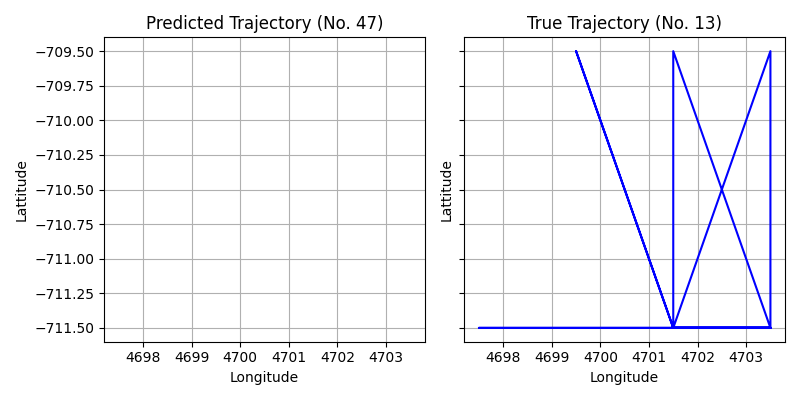 Predicted Trajectory (No. 47)
True Trajectory (No. 13)
Lattitude
−709.50
−709.75
−710.00
−710.25
−710.50
−710.75
−711.00
−711.25
−711.50
4698 4699 4700 4701 4702 4703
Longitude
Lattitude
4698 4699 4700 4701 4702 4703
Longitude